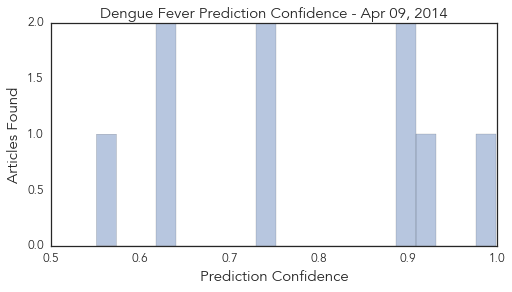 Dengue Fever Prediction Confidence - Apr 09, 2014
2.0
1.5
1.0
0.5
0.0
Articles Found
0.5 0.6 0.7 0.8 0.9 1.0
Prediction Confidence